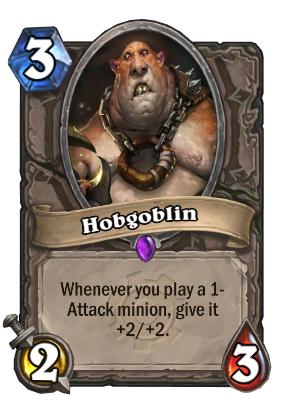 3
Hobgoblin
Whenever you play a 1-
Attack minion, give it
+2/+2.
2
3